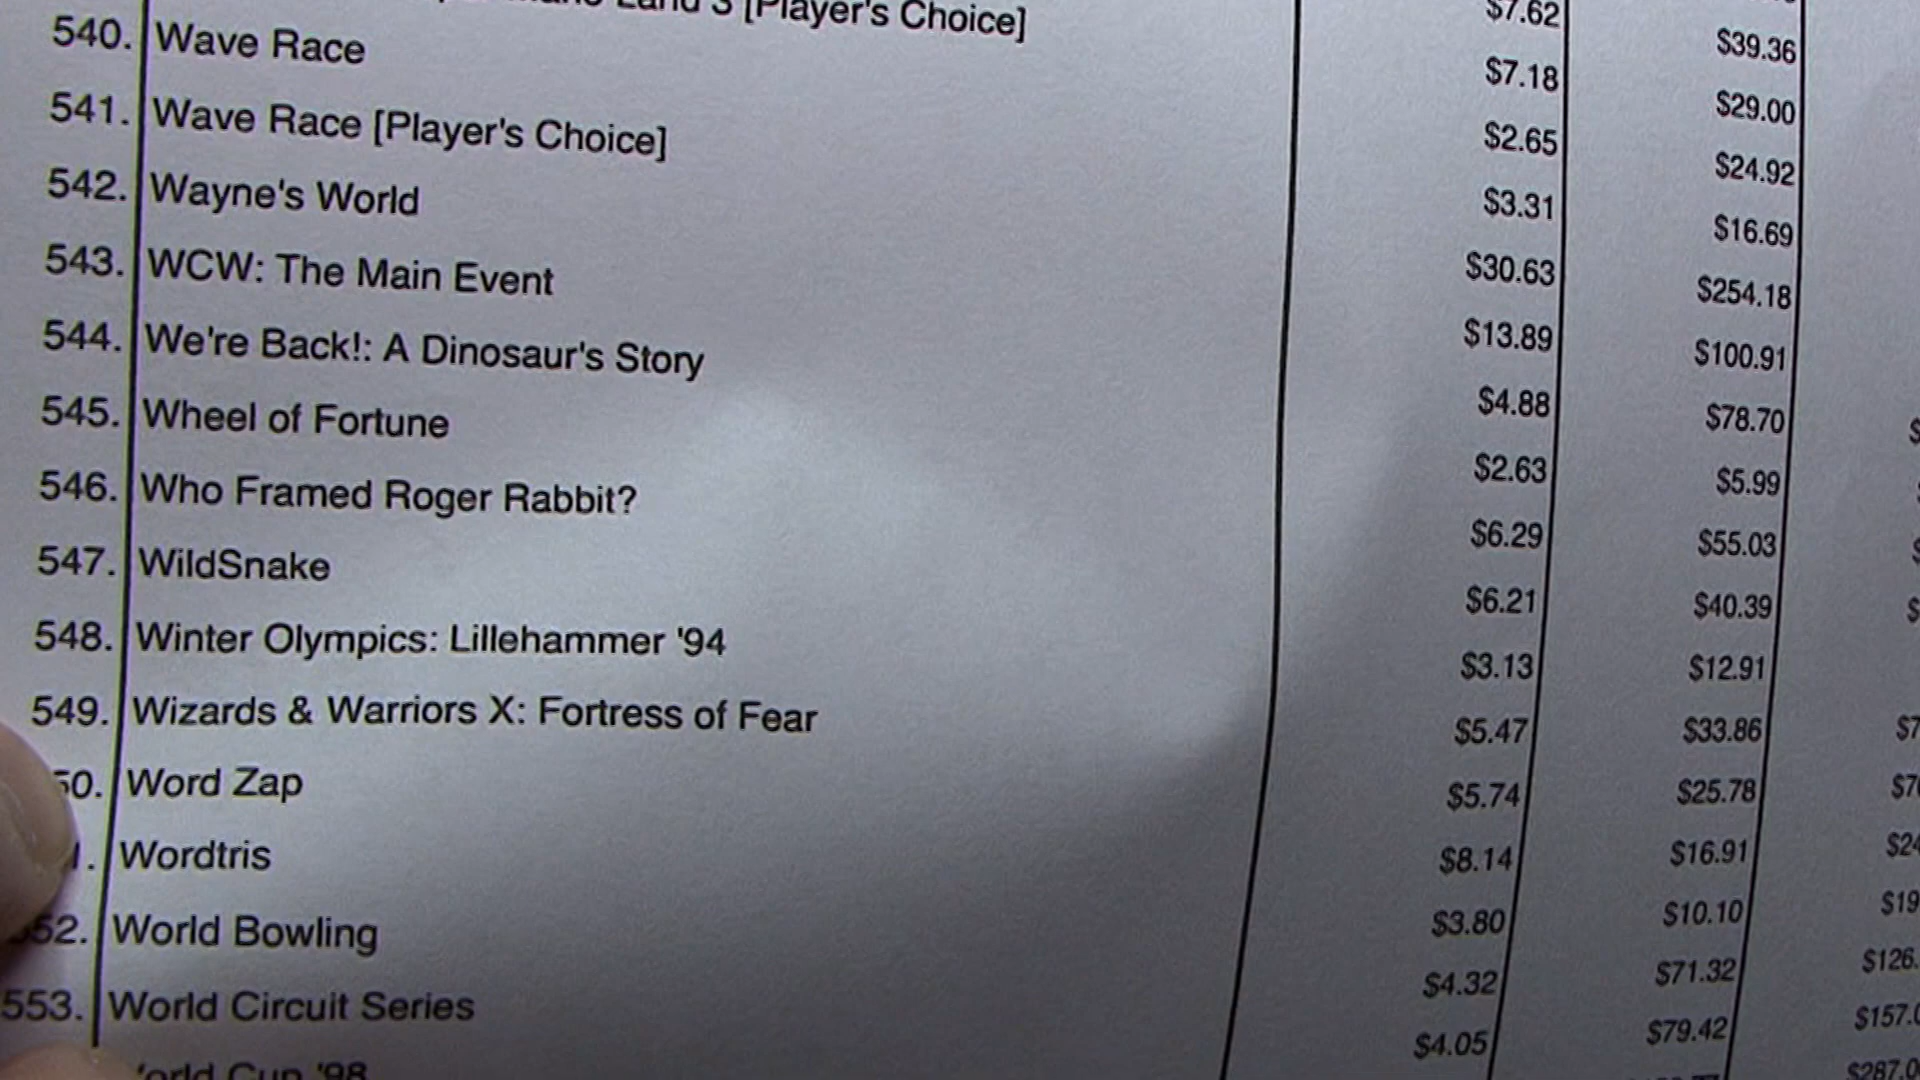 Land 3 [Player's Choice] $7.62 $39.36
$7.18 $29.00
540. Wave Race $2.65 $24.92
541. Wave Race [Player's Choice] $3.31 $16.69
542. Wayne's World $30.63 $254.18
543. WCW: The Main Event $13.89 $100.91
544. We're Back!: A Dinosaur's Story $4.88 $78.70
545. Wheel of Fortune $2.63 $5.99
546. Who Framed Roger Rabbit? $6.29 $55.03
547. WildSnake $6.21 $40.39
548. Winter Olympics: Lillehammer '94 $3.13 $12.91
549. Wizards & Warriors X: Fortress of Fear $5.47 $33.86
50. Word Zap $5.74 $25.78
1. Wordtris $8.14 $16.91
52. World Bowling $3.80 $10.10
553. World Circuit Series $4.32 $71.32
World Cup '98 $4.05 $79.42